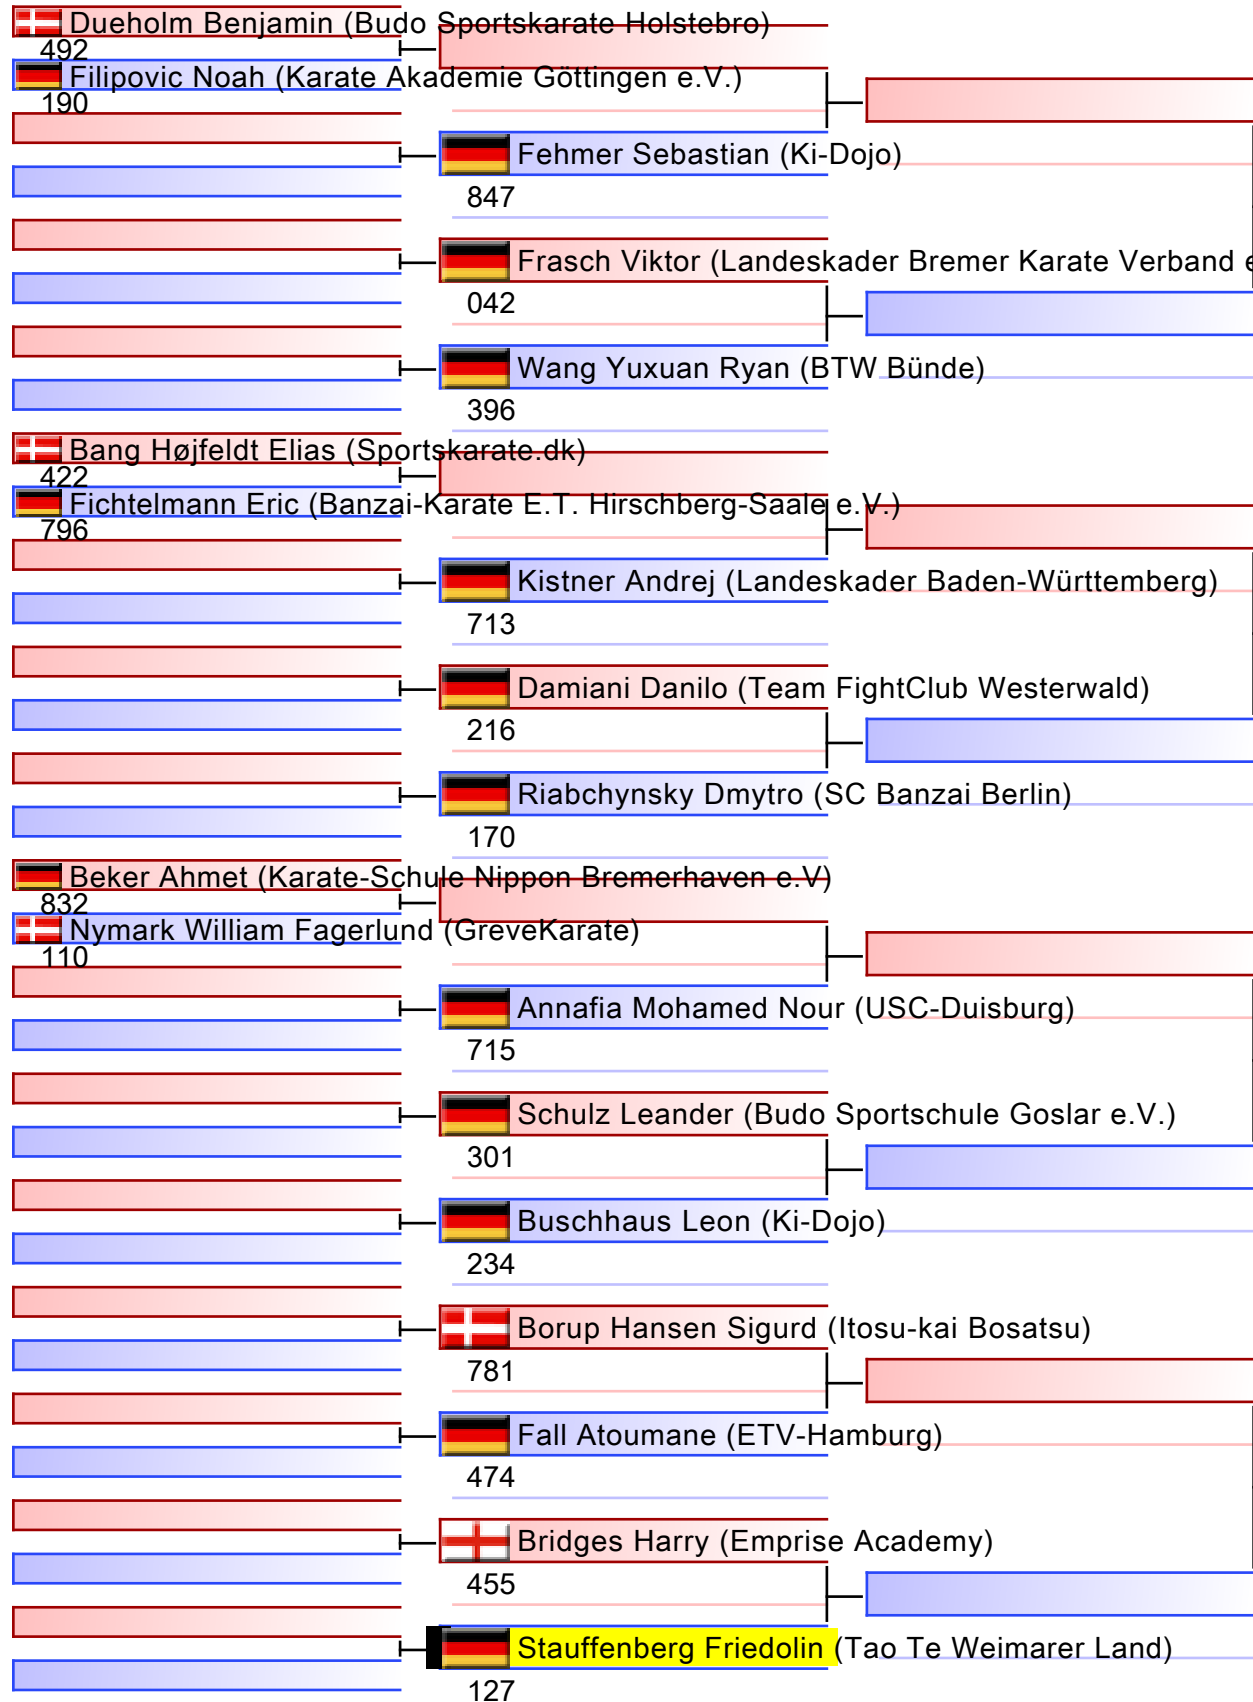 Dueholm Benjamin (Budo Sportskarate Holstebro)
492
Filipovic Noah (Karate Akademie Göttingen e.V.)
190
Fehmer Sebastian (Ki-Dojo)
847
Frasch Viktor (Landeskader Bremer Karate Verband e
042
Wang Yuxuan Ryan (BTW Bünde)
396
Bang Højfeldt Elias (Sportskarate.dk)
422
Fichtelmann Eric (Banzai-Karate E.T. Hirschberg-Saale e.V.)
796
Kistner Andrej (Landeskader Baden-Württemberg)
713
Damiani Danilo (Team FightClub Westerwald)
216
Riabchynsky Dmytro (SC Banzai Berlin)
170
Beker Ahmet (Karate-Schule Nippon Bremerhaven e.V)
832
Nymark William Fagerlund (GreveKarate)
110
Annafia Mohamed Nour (USC-Duisburg)
715
Schulz Leander (Budo Sportschule Goslar e.V.)
301
Buschhaus Leon (Ki-Dojo)
234
Borup Hansen Sigurd (Itosu-kai Bosatsu)
781
Fall Atoumane (ETV-Hamburg)
474
Bridges Harry (Emprise Academy)
455
Stauffenberg Friedolin (Tao Te Weimarer Land)
127